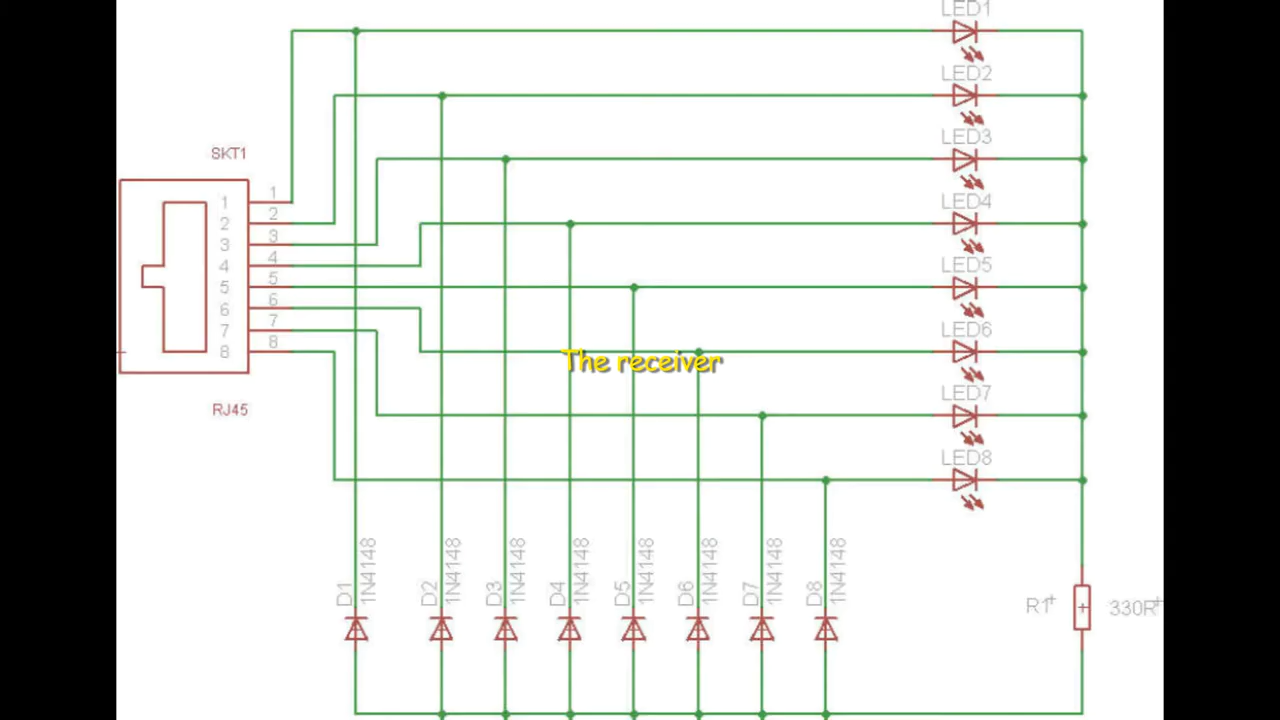 LED1
LED2
LED3
SKT1
1 1
2 2
3 3
4 4
5 5
6 6
7 7
8 8
LED4
LED5
LED6
The receiver
LED7
RJ45
LED8
D1 1N4148
D2 1N4148
D3 1N4148
D4 1N4148
D5 1N4148
D6 1N4148
D7 1N4148
D8 1N4148
R1 330R